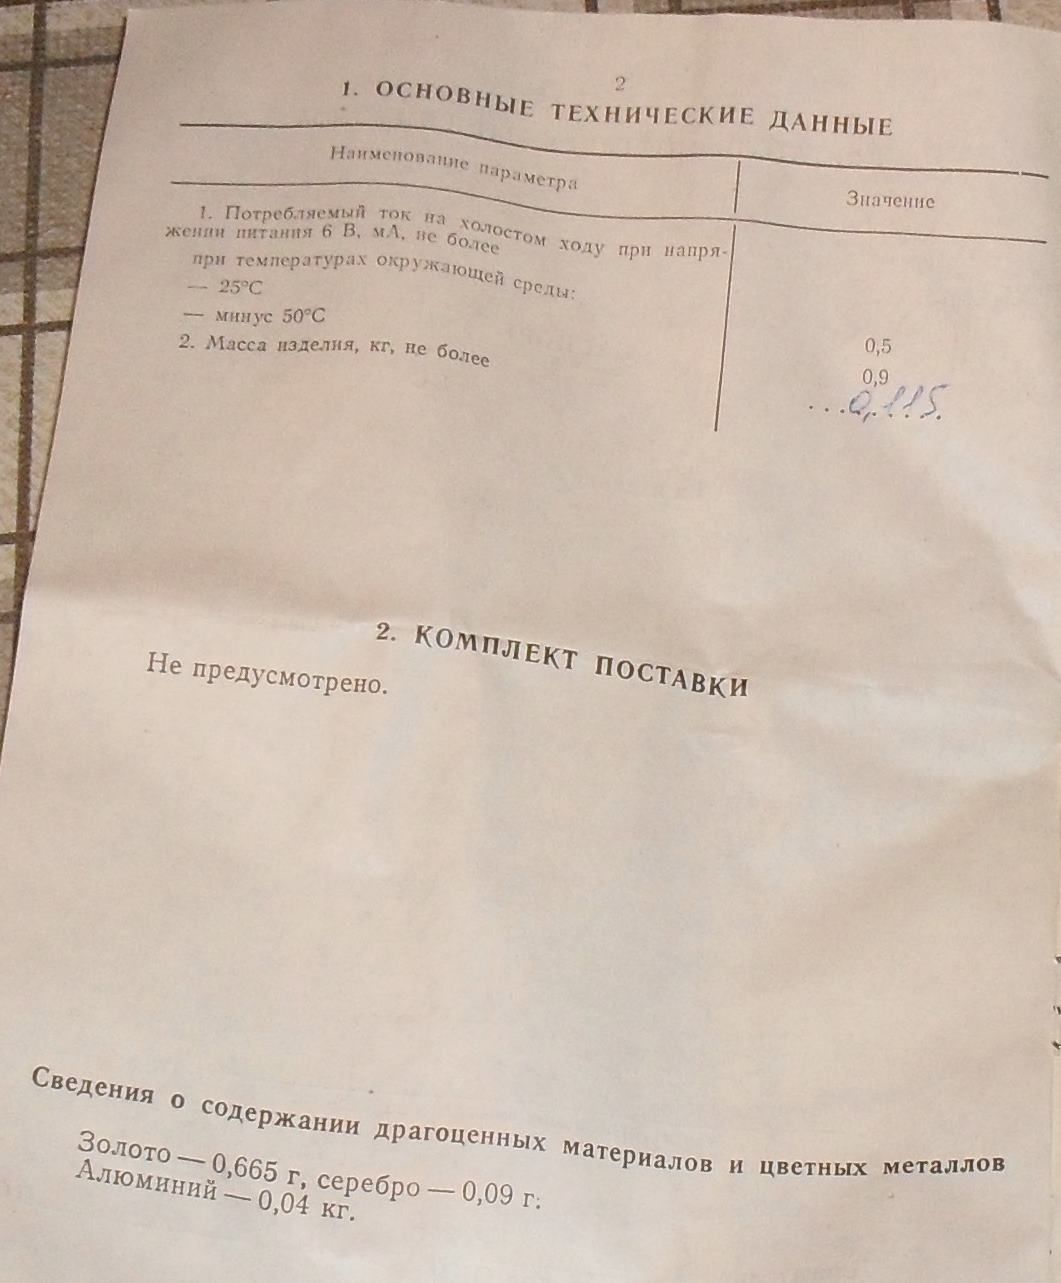 2
1. ОСНОВНЫЕ ТЕХНИЧЕСКИЕ ДАННЫЕ
Наименование параметра
Значение
1. Потребляемый ток на холостом ходу при напря-
жении питания 6 В, мА, не более
при температурах окружающей среды:
— 25°С
— минус 50°С
2. Масса изделия, кг, не более
0,5
0,9
...0,115.
2. КОМПЛЕКТ ПОСТАВКИ
Не предусмотрено.
Сведения о содержании драгоценных материалов и цветных металлов
Золото — 0,665 г, серебро — 0,09 г.
Алюминий — 0,04 кг.